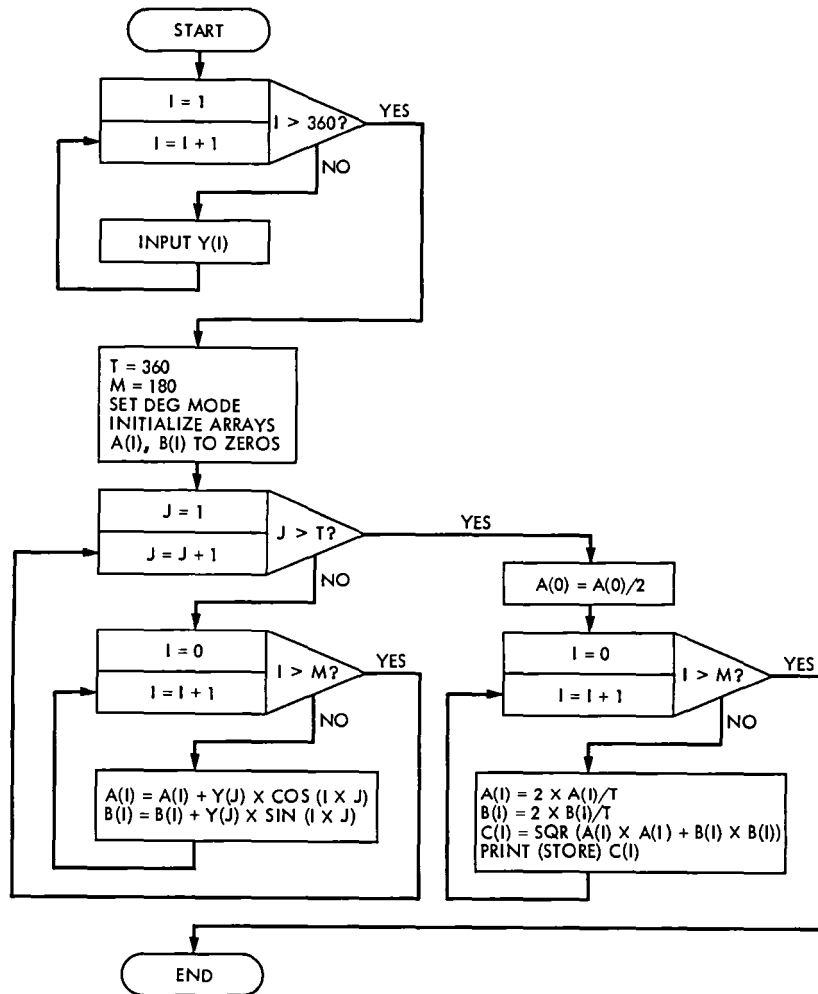 START
I = 1
I = I + 1
I > 360?
YES
NO
INPUT Y(I)
T = 360
M = 180
SET DEG MODE
INITIALIZE ARRAYS
A(I), B(I) TO ZEROS
J = 1
J = J + 1
J > T?
YES
NO
I = 0
I = I + 1
I > M?
YES
NO
A(I) = A(I) + Y(J) X COS (I X J)
B(I) = B(I) + Y(J) X SIN (I X J)
A(0) = A(0)/2
I = 0
I = I + 1
I > M?
YES
NO
A(I) = 2 X A(I)/T
B(I) = 2 X B(I)/T
C(I) = SQR (A(I) X A(I) + B(I) X B(I))
PRINT (STORE) C(I)
END